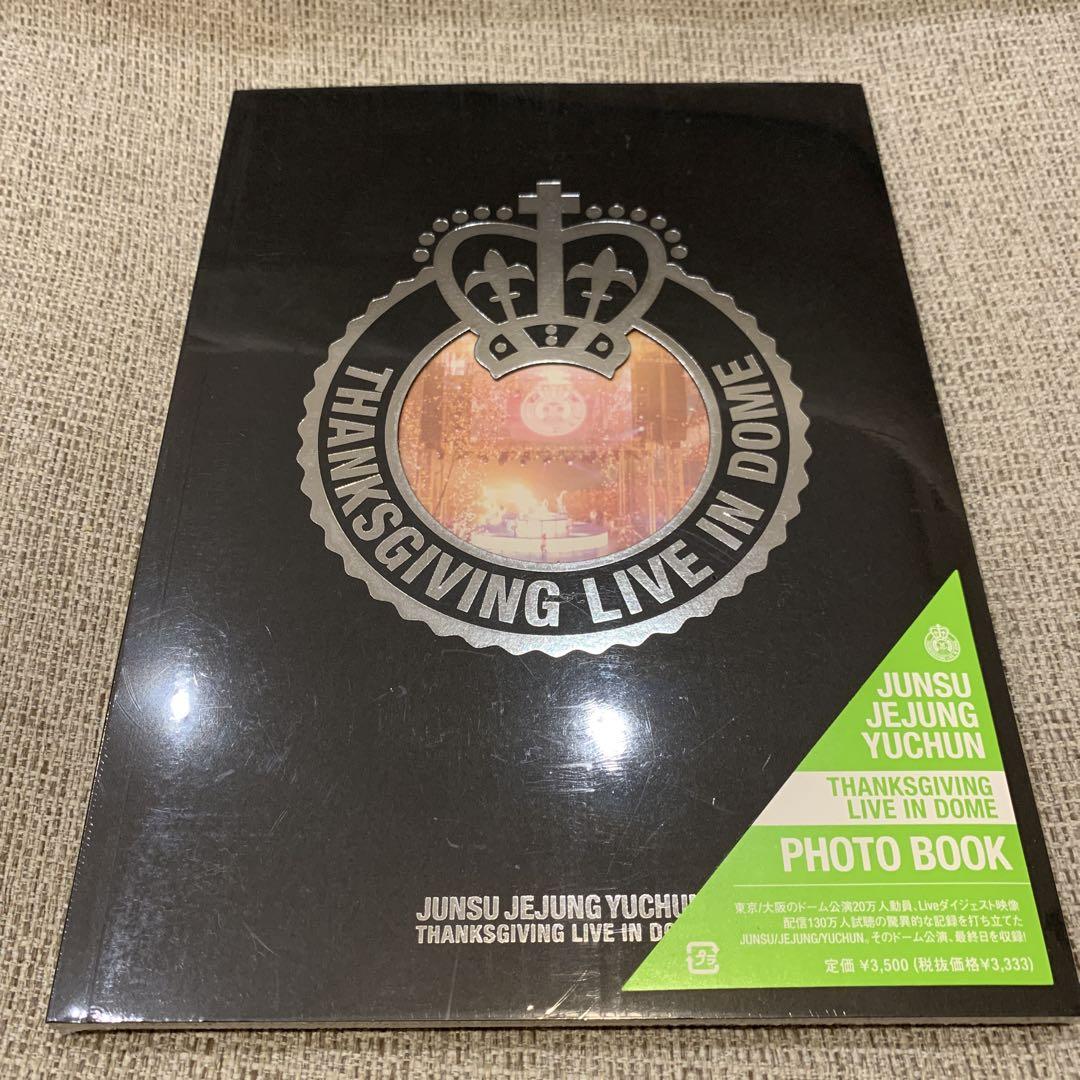 THANKSGIVING LIVE IN DOME
JUNSU JEJUNG YUCHUN
THANKSGIVING LIVE IN DO
JUNSU
JEJUNG
YUCHUN
THANKSGIVING
LIVE IN DOME
PHOTO BOOK
東京/大阪のドーム公演20万人動員、Liveダイジェスト映像
配信130万人試聴の驚異的な記録を打ち立てた
JUNSU/JEJUNG/YUCHUN。そのドーム公演、最終日を収録!
定価 ¥3,500 (税抜価格¥3,333)
プラ